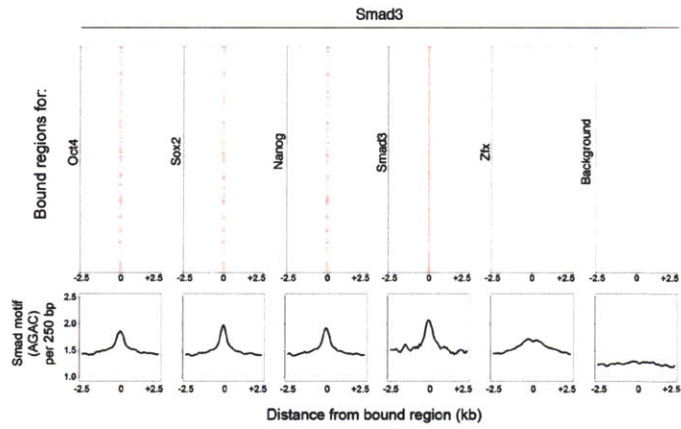 Smad3
Bound regions for:
Oct4
Sox2
Nanog
Smad3
Zfx
Background
-2.5 0 +2.5 -2.5 0 +2.5 -2.5 0 +2.5 -2.5 0 +2.5 -2.5 0 +2.5 -2.5 0 +2.5
Smad motif
(AGAC)
per 250 bp
2.5
2.0
1.5
1.0
-2.5 0 +2.5 -2.5 0 +2.5 -2.5 0 +2.5 -2.5 0 +2.5 -2.5 0 +2.5 -2.5 0 +2.5
Distance from bound region (kb)